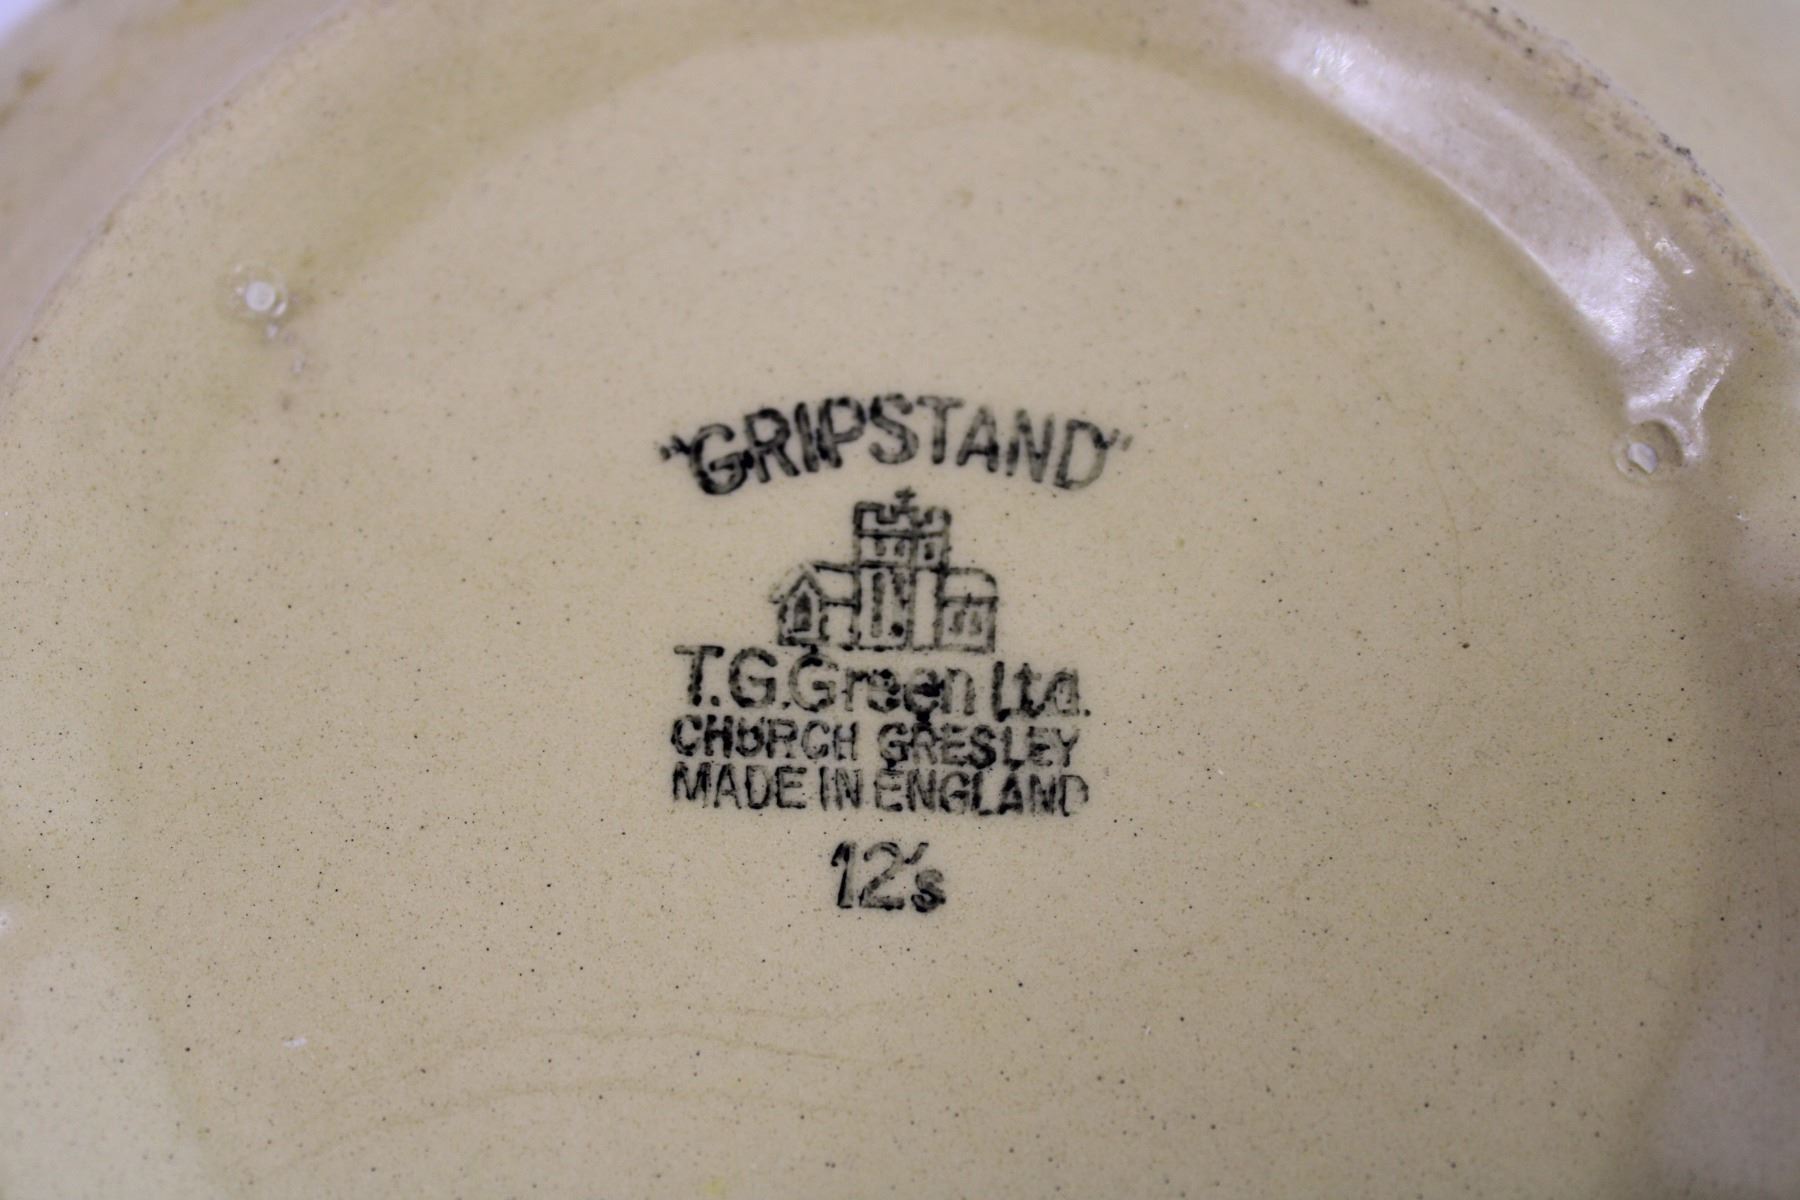 "GRIPSTAND"
T.G.Green Ltd.
CHURCH GRESLEY
MADE IN ENGLAND
12's